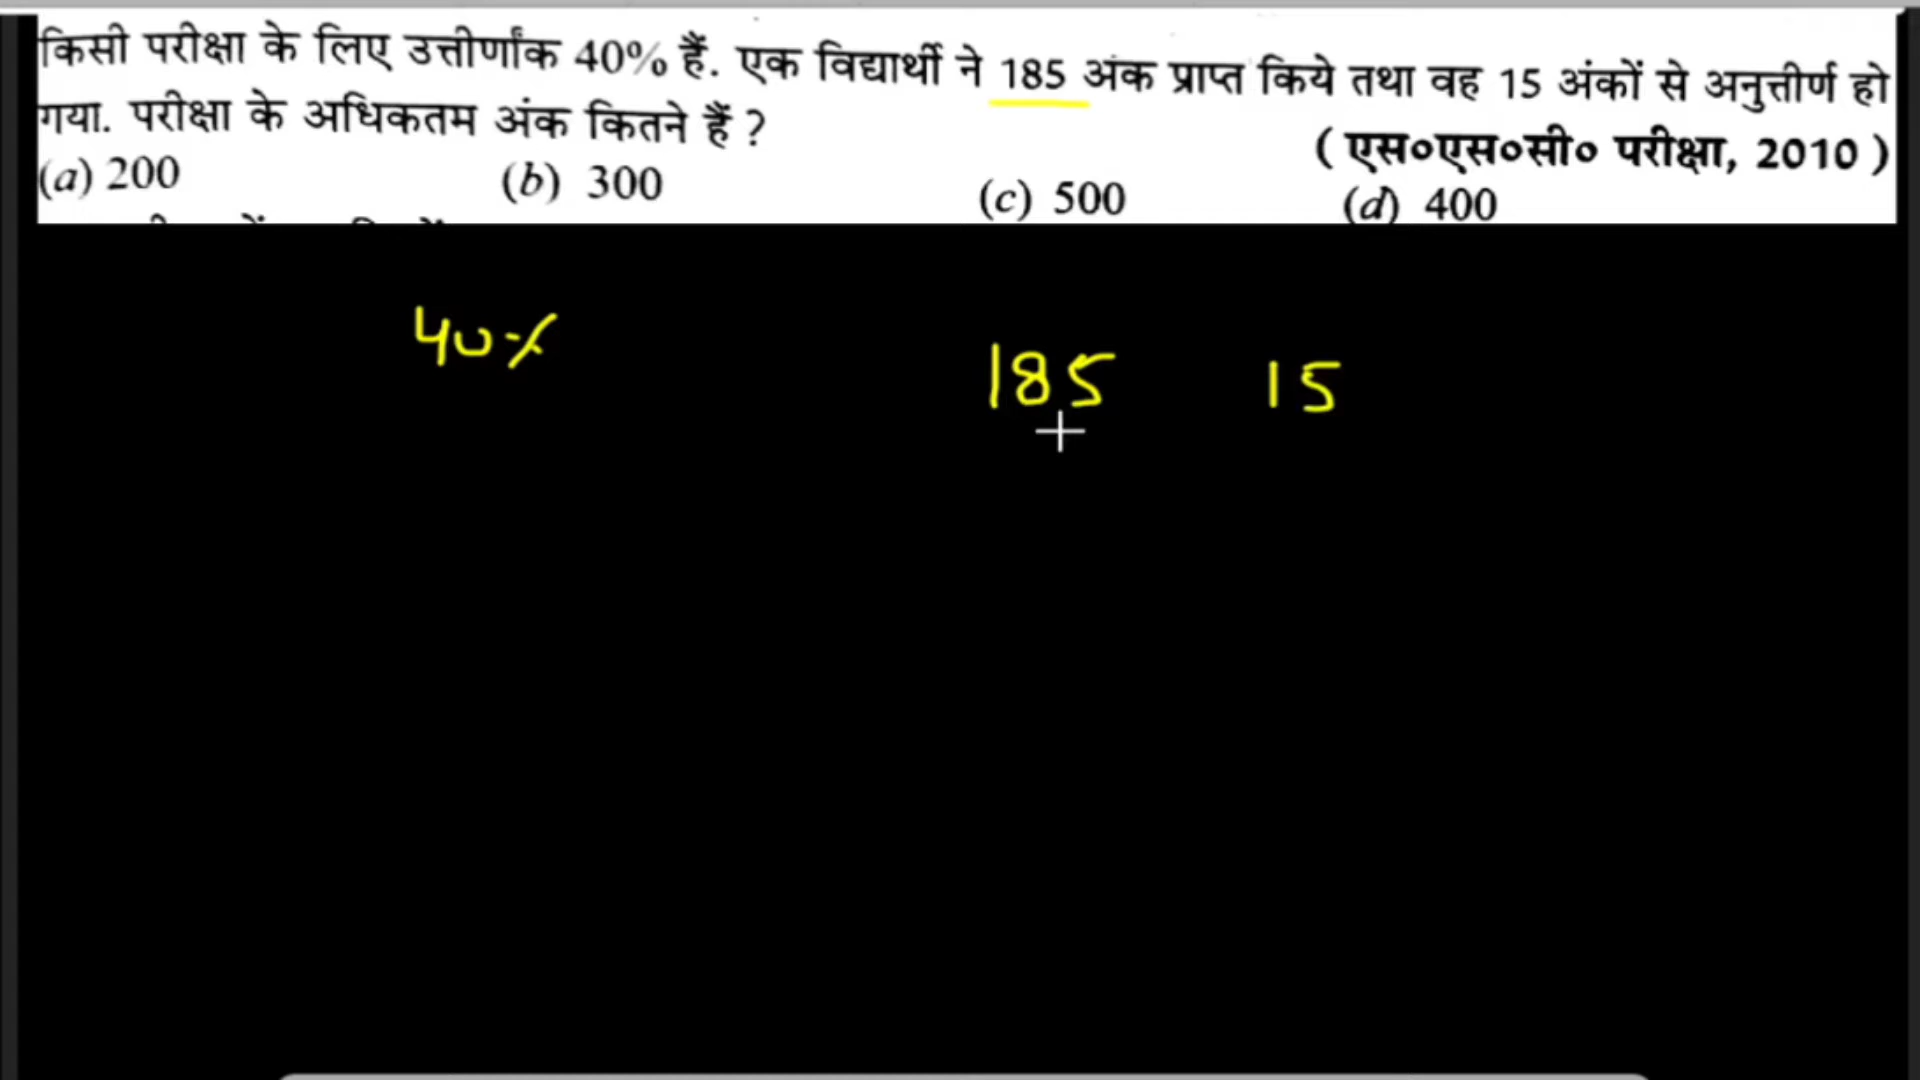 किसी परीक्षा के लिए उत्तीर्णांक 40% हैं. एक विद्यार्थी ने 185 अंक प्राप्त किये तथा वह 15 अंकों से अनुत्तीर्ण हो
गया. परीक्षा के अधिकतम अंक कितने हैं ?
( एस०एस०सी० परीक्षा, 2010 )
(a) 200 (b) 300 (c) 500 (d) 400
40% 185 15